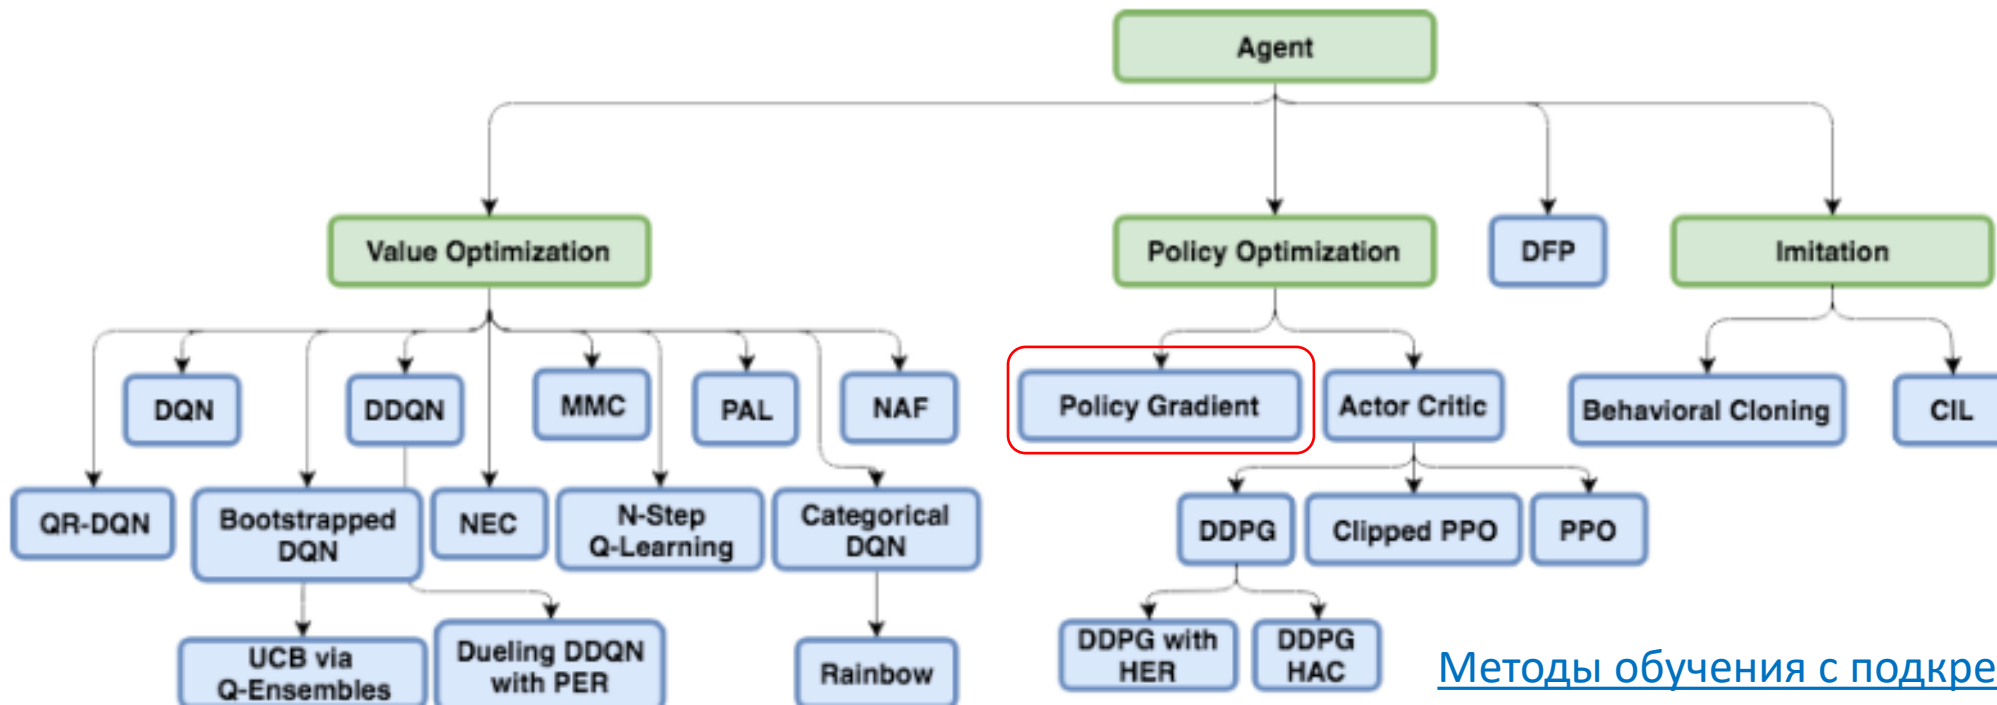 Agent
Value Optimization
Policy Optimization
DFP
Imitation
DQN
DDQN
MMC
PAL
NAF
Policy Gradient
Actor Critic
Behavioral Cloning
CIL
QR-DQN
Bootstrapped
DQN
NEC
N-Step
Q-Learning
Categorical
DQN
DDPG
Clipped PPO
PPO
UCB via
Q-Ensembles
Dueling DDQN
with PER
Rainbow
DDPG with
HER
DDPG
HAC
Методы обучения с подкре